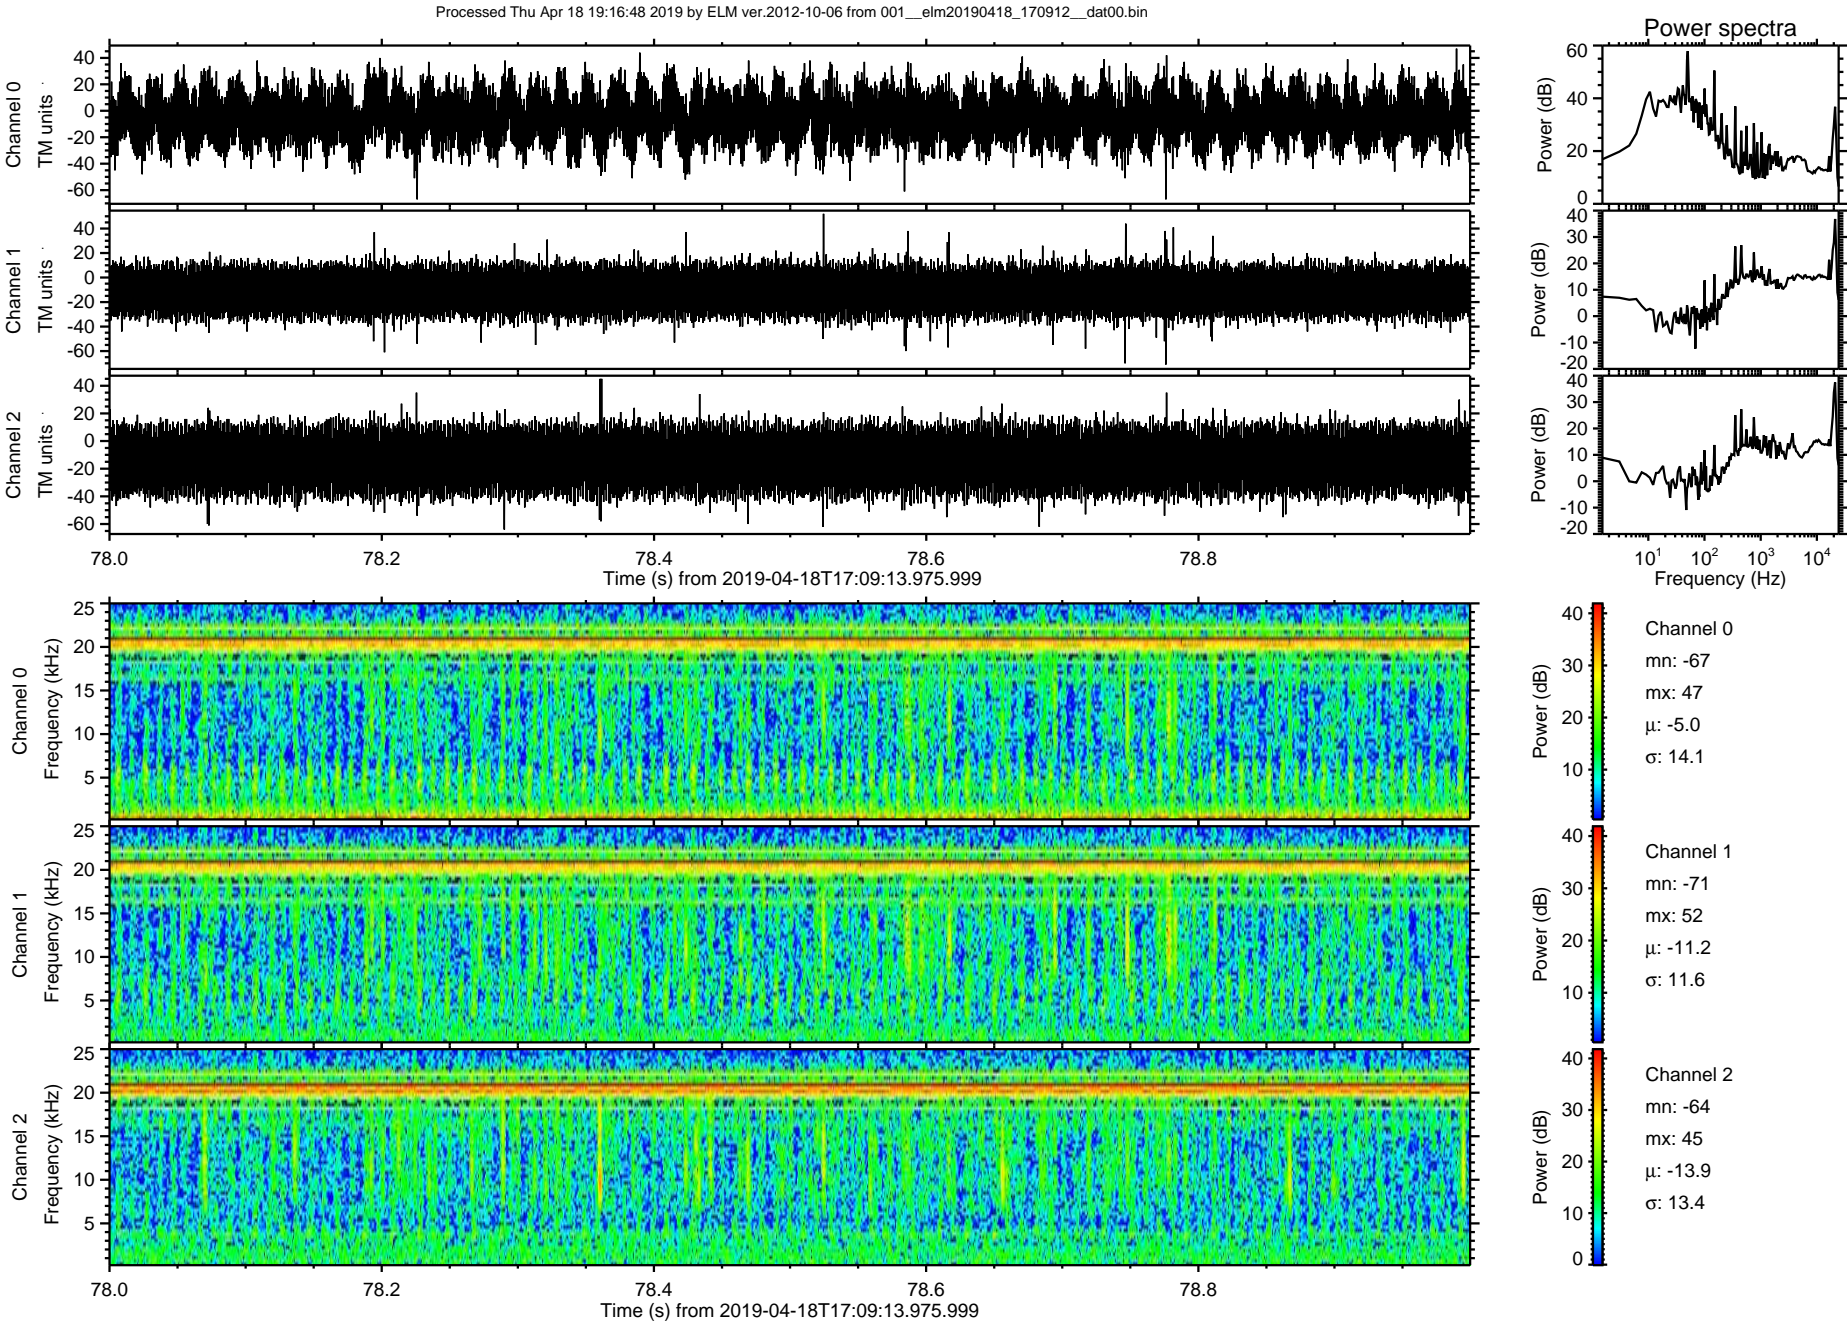 Processed Thu Apr 18 19:16:48 2019 by ELM ver.2012-10-06 from 001__elm20190418_170912__dat00.bin
Power spectra
Channel 0
TM units
40
20
0
-20
-40
-60
Power (dB)
60
40
20
0
Channel 1
TM units
40
20
0
-20
-40
-60
Power (dB)
40
30
20
10
0
-10
-20
Channel 2
TM units
40
20
0
-20
-40
-60
Power (dB)
40
30
20
10
0
-10
-20
78.0 78.2 78.4 78.6 78.8
Time (s) from 2019-04-18T17:09:13.975.999
10^1 10^2 10^3 10^4
Frequency (Hz)
Channel 0
Frequency (kHz)
25
20
15
10
5
Power (dB)
40
30
20
10
Channel 0
mn: -67
mx: 47
μ: -5.0
σ: 14.1
Channel 1
Frequency (kHz)
25
20
15
10
5
Power (dB)
40
30
20
10
Channel 1
mn: -71
mx: 52
μ: -11.2
σ: 11.6
Channel 2
Frequency (kHz)
25
20
15
10
5
Power (dB)
40
30
20
10
0
Channel 2
mn: -64
mx: 45
μ: -13.9
σ: 13.4
78.0 78.2 78.4 78.6 78.8
Time (s) from 2019-04-18T17:09:13.975.999